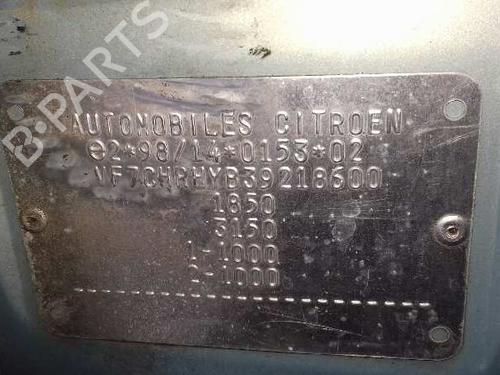 B-PARTS
AUTOMOBILES CITROEN
e2*98/14*0153*02
VF7CHRHYB39218600
1850
3150
1-1000
2-1000